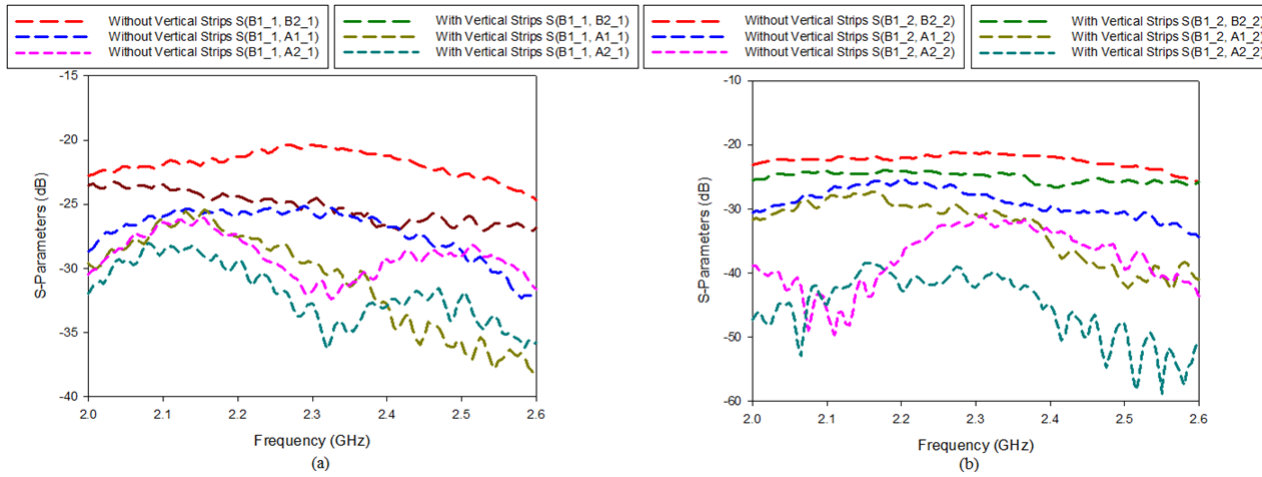 Without Vertical Strips S(B1_1, B2_1)
Without Vertical Strips S(B1_1, A1_1)
Without Vertical Strips S(B1_1, A2_1)
With Vertical Strips S(B1_1, B2_1)
With Vertical Strips S(B1_1, A1_1)
With Vertical Strips S(B1_1, A2_1)
Without Vertical Strips S(B1_2, B2_2)
Without Vertical Strips S(B1_2, A1_2)
Without Vertical Strips S(B1_2, A2_2)
With Vertical Strips S(B1_2, B2_2)
With Vertical Strips S(B1_2, A1_2)
With Vertical Strips S(B1_2, A2_2)
S-Parameters (dB)
-15
-20
-25
-30
-35
-40
2.0 2.1 2.2 2.3 2.4 2.5 2.6
Frequency (GHz)
(a)
S-Parameters (dB)
-10
-20
-30
-40
-50
-60
2.0 2.1 2.2 2.3 2.4 2.5 2.6
Frequency (GHz)
(b)